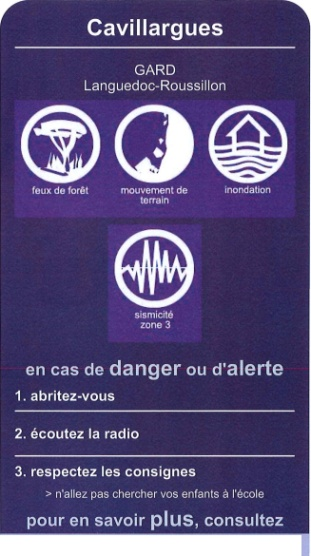 Cavillargues
GARD
Languedoc-Roussillon
feux de forêt
mouvement de
terrain
inondation
sismicité
zone 3
en cas de danger ou d'alerte
1. abritez-vous
2. écoutez la radio
3. respectez les consignes
> n'allez pas chercher vos enfants à l'école
pour en savoir plus, consultez